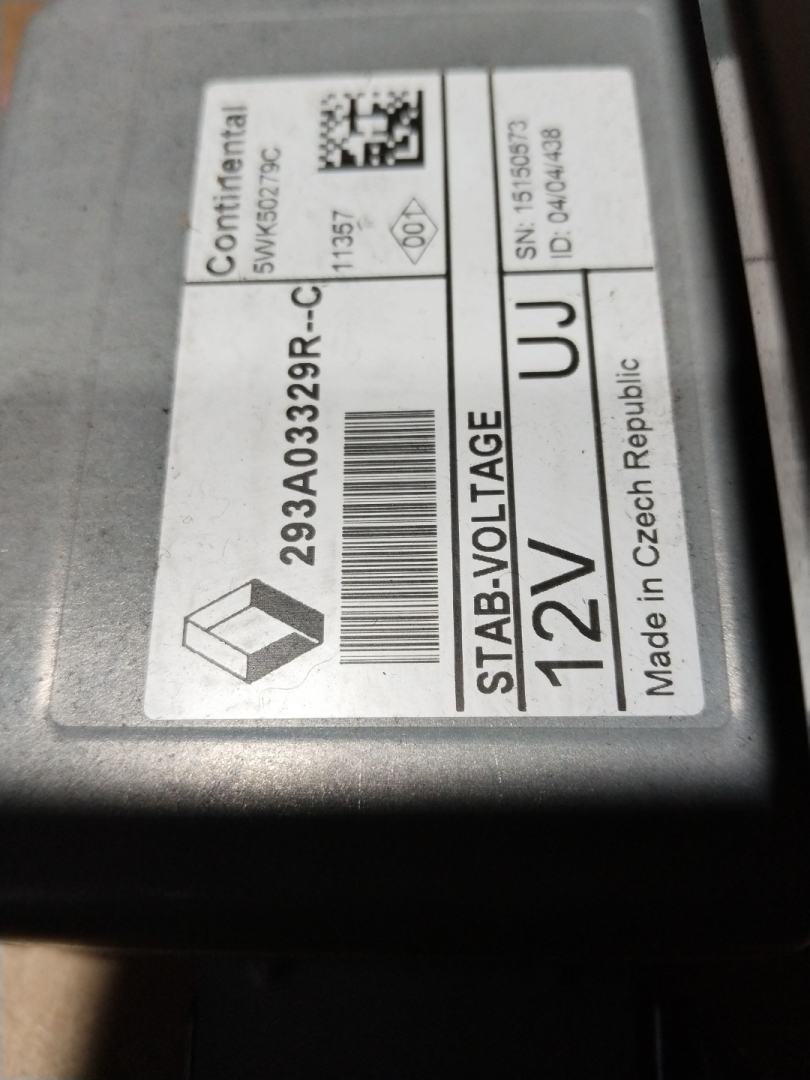 Continental
5WK50279C
11357
001
293A03329R--C
STAB-VOLTAGE
SN: 15150573
ID: 04/04/438
12V UJ
Made in Czech Republic